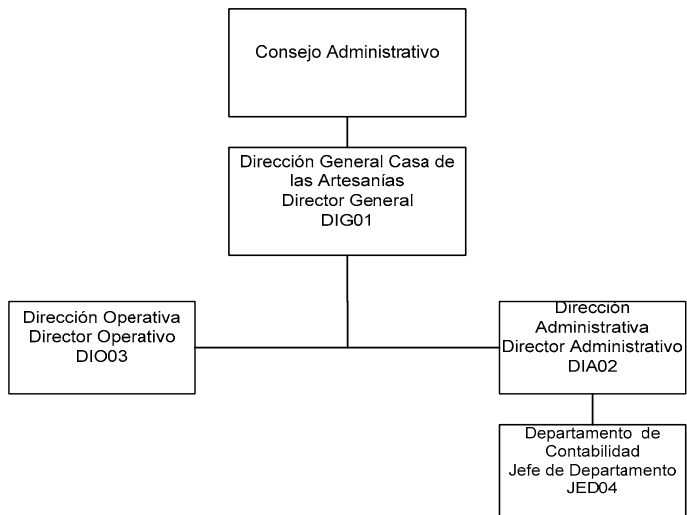 Consejo Administrativo
Dirección General Casa de
las Artesanías
Director General
DIG01
Dirección Operativa
Director Operativo
DIO03
Dirección
Administrativa
Director Administrativo
DIA02
Departamento de
Contabilidad
Jefe de Departamento
JED04